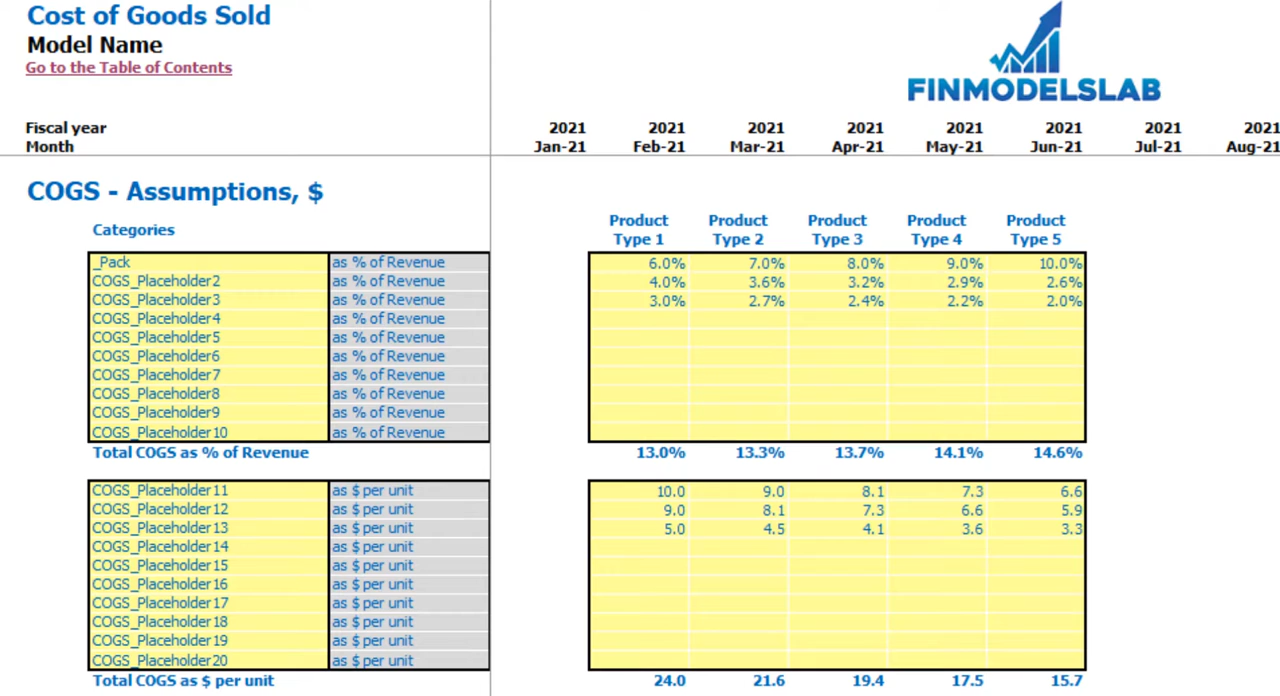 Cost of Goods Sold
Model Name
Go to the Table of Contents
FINMODELSLAB
Fiscal year 2021 2021 2021 2021 2021 2021 2021 2021
Month Jan-21 Feb-21 Mar-21 Apr-21 May-21 Jun-21 Jul-21 Aug-21
COGS - Assumptions, $
Categories Product Type 1 Product Type 2 Product Type 3 Product Type 4 Product Type 5
_Pack as % of Revenue 6.0% 7.0% 8.0% 9.0% 10.0%
COGS_Placeholder2 as % of Revenue 4.0% 3.6% 3.2% 2.9% 2.6%
COGS_Placeholder3 as % of Revenue 3.0% 2.7% 2.4% 2.2% 2.0%
COGS_Placeholder4 as % of Revenue
COGS_Placeholder5 as % of Revenue
COGS_Placeholder6 as % of Revenue
COGS_Placeholder7 as % of Revenue
COGS_Placeholder8 as % of Revenue
COGS_Placeholder9 as % of Revenue
COGS_Placeholder10 as % of Revenue
Total COGS as % of Revenue 13.0% 13.3% 13.7% 14.1% 14.6%
COGS_Placeholder11 as $ per unit 10.0 9.0 8.1 7.3 6.6
COGS_Placeholder12 as $ per unit 9.0 8.1 7.3 6.6 5.9
COGS_Placeholder13 as $ per unit 5.0 4.5 4.1 3.6 3.3
COGS_Placeholder14 as $ per unit
COGS_Placeholder15 as $ per unit
COGS_Placeholder16 as $ per unit
COGS_Placeholder17 as $ per unit
COGS_Placeholder18 as $ per unit
COGS_Placeholder19 as $ per unit
COGS_Placeholder20 as $ per unit
Total COGS as $ per unit 24.0 21.6 19.4 17.5 15.7